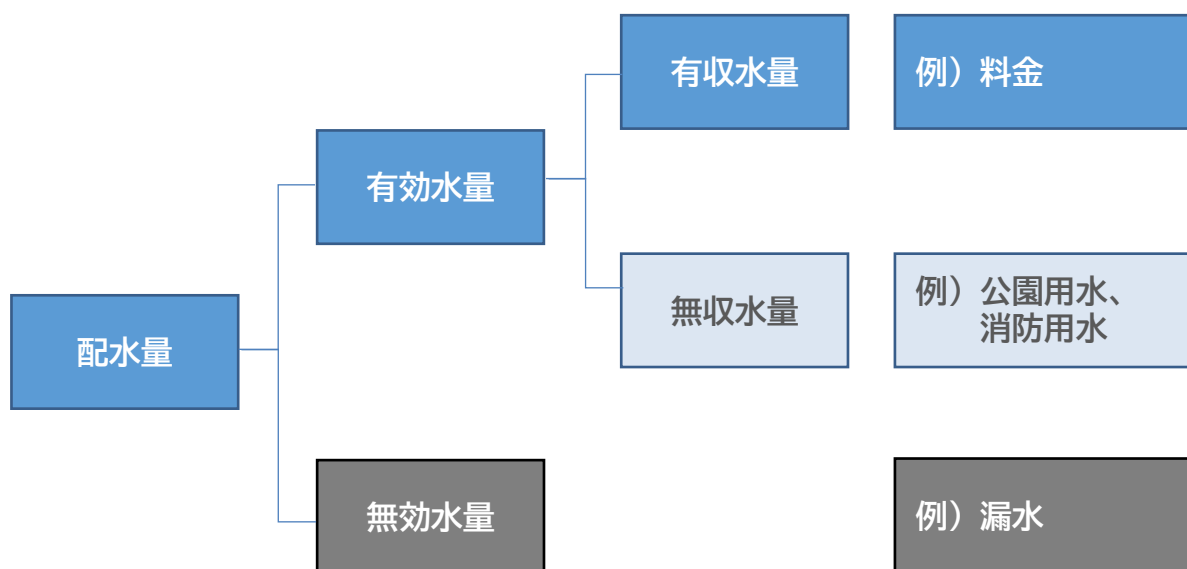 有収水量
例）料金
有効水量
無収水量
例）公園用水、
消防用水
配水量
無効水量
例）漏水